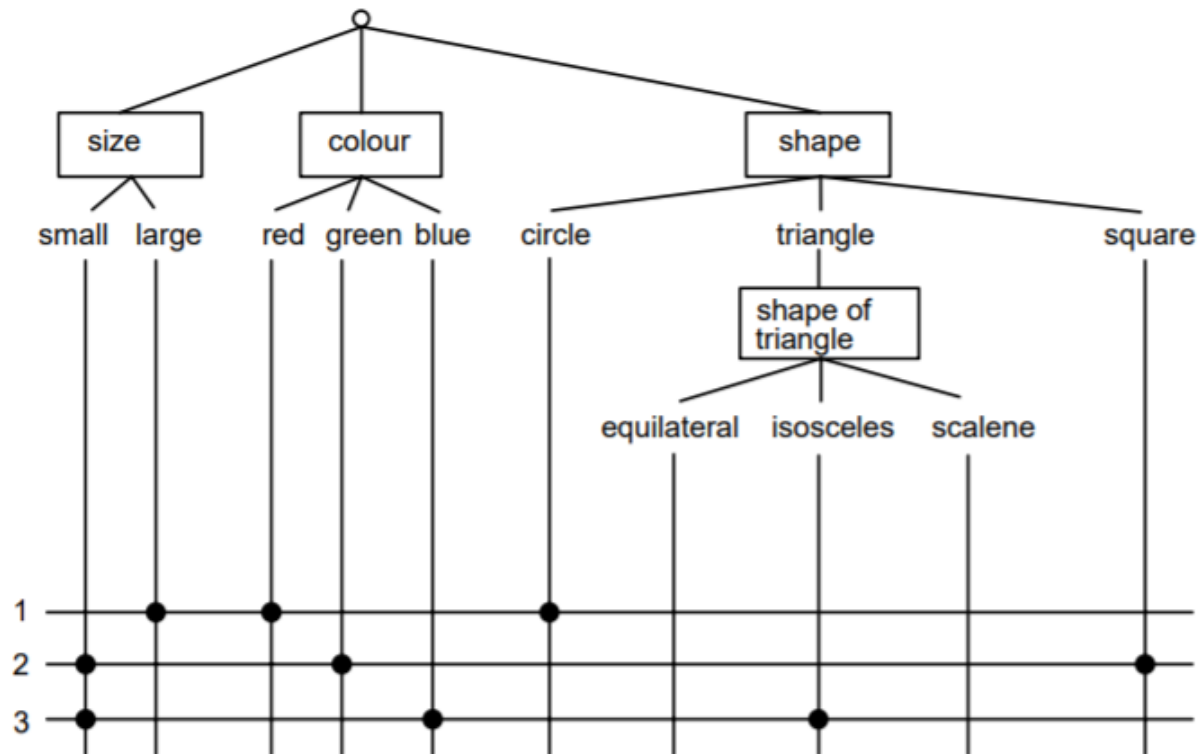 size
colour
shape
small large
red green blue
circle
triangle
square
shape of
triangle
equilateral
isosceles
scalene
1
2
3